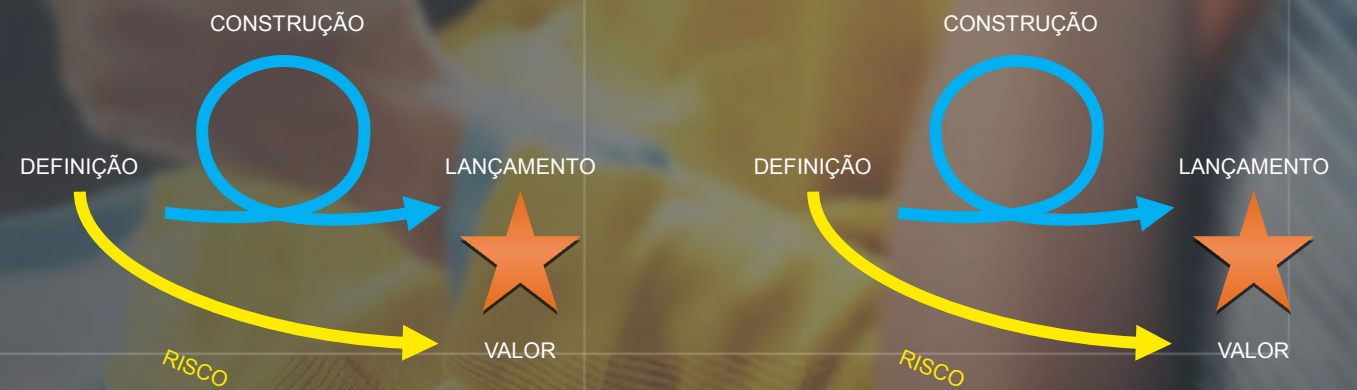 CONSTRUÇÃO
DEFINIÇÃO
LANÇAMENTO
VALOR
RISCO
CONSTRUÇÃO
DEFINIÇÃO
LANÇAMENTO
VALOR
RISCO